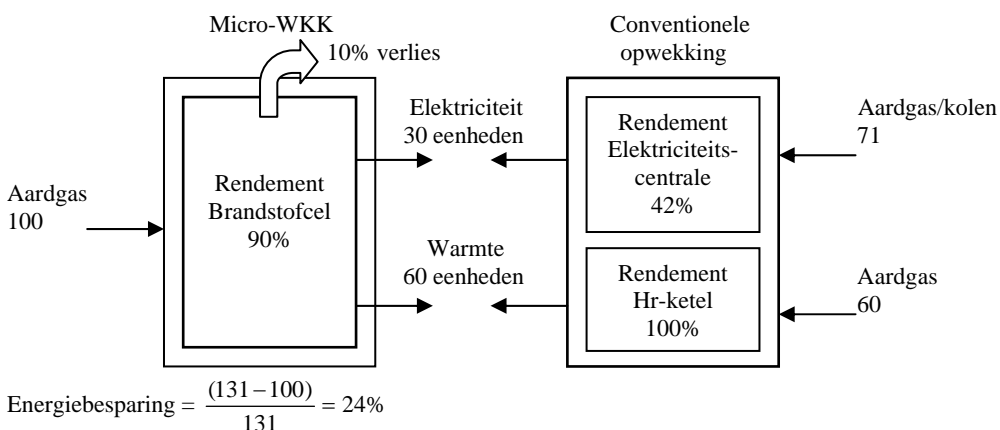 Micro-WKK
10% verlies
Aardgas
100
Rendement
Brandstofcel
90%
Elektriciteit
30 eenheden
Warmte
60 eenheden
Conventionele
opwekking
Rendement
Elektriciteits-
centrale
42%
Rendement
Hr-ketel
100%
Aardgas/kolen
71
Aardgas
60
Energiebesparing = (131 – 100) / 131 = 24%